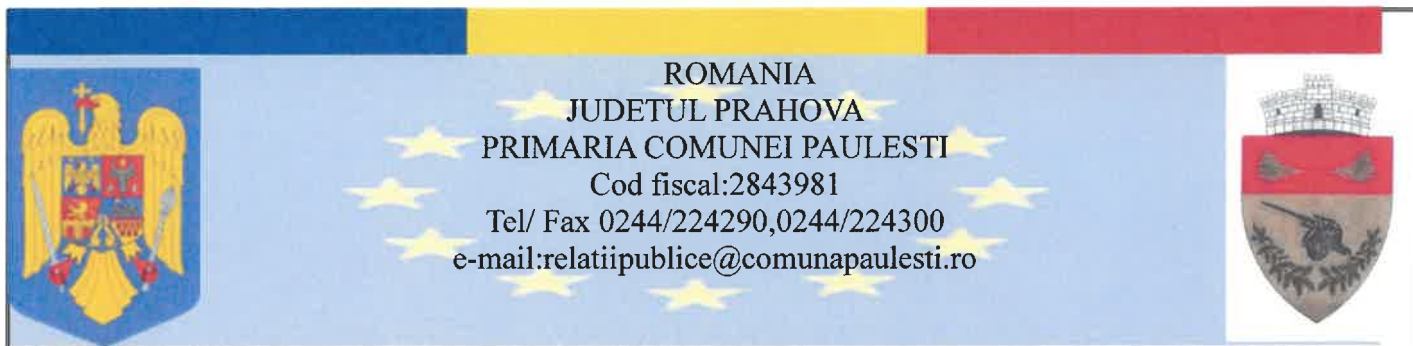 ROMANIA
JUDETUL PRAHOVA
PRIMARIA COMUNEI PAULESTI
Cod fiscal:2843981
Tel/ Fax 0244/224290,0244/224300
e-mail:relatiipublice@comunapaulesti.ro